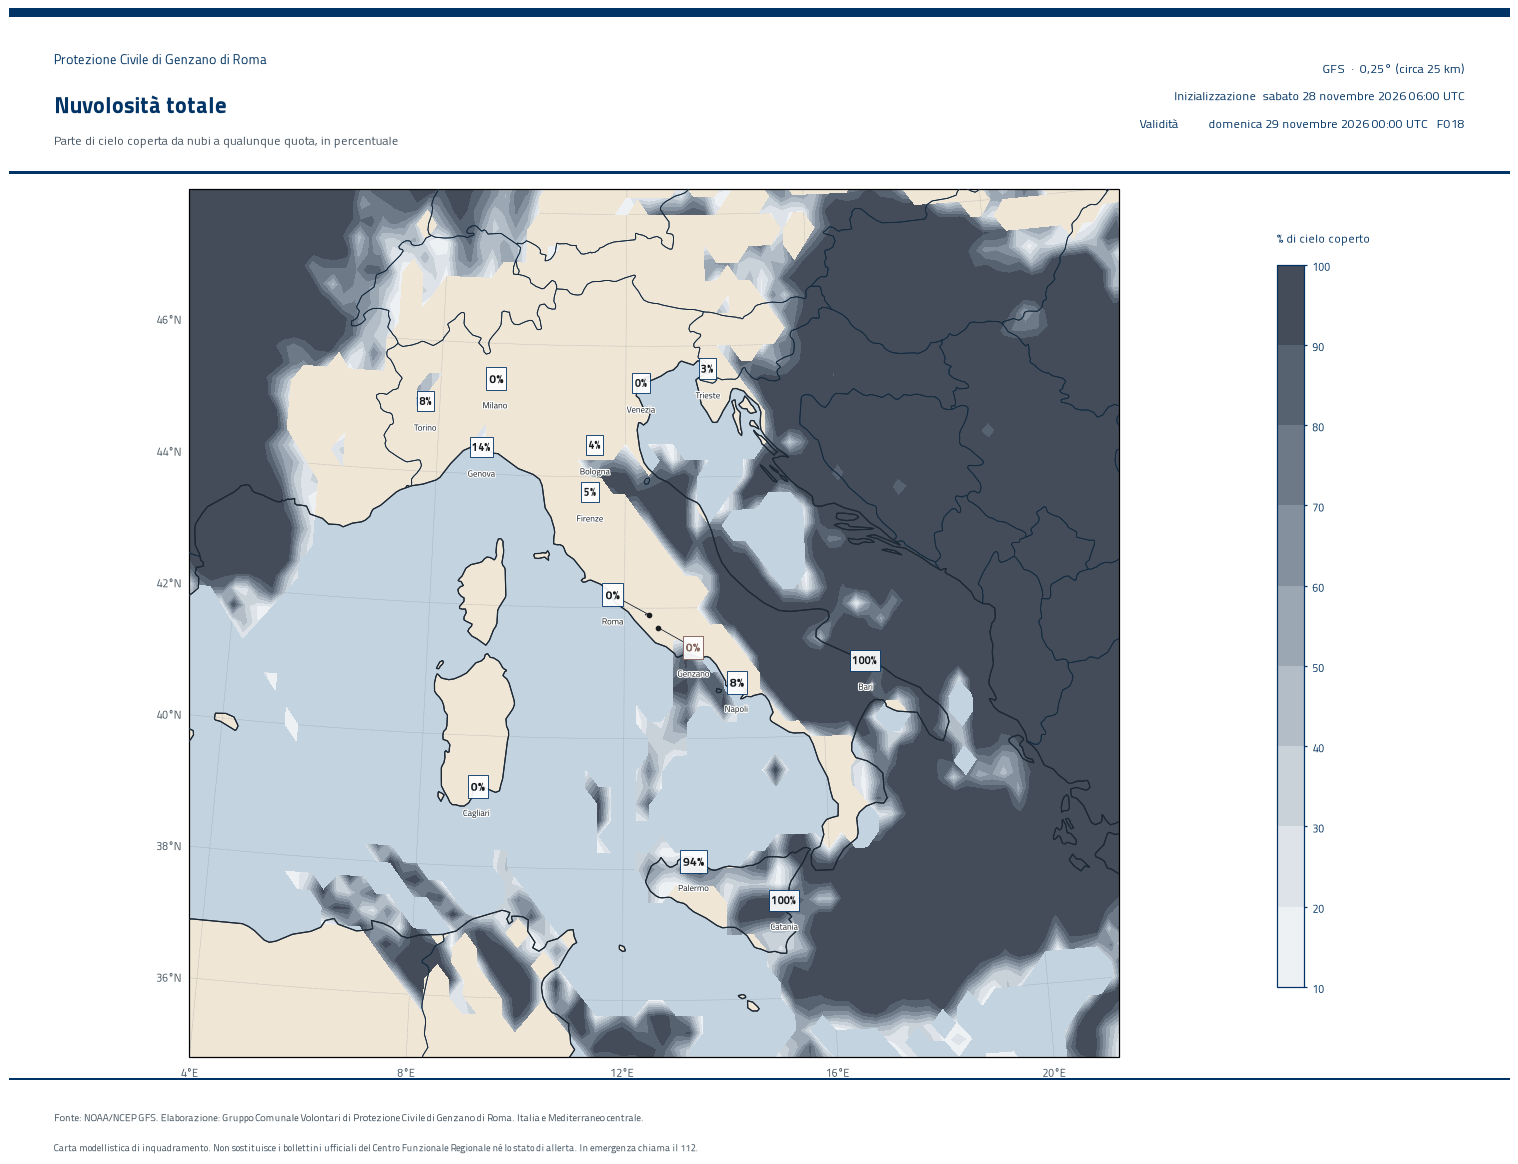 Protezione Civile di Genzano di Roma
Nuvolosità totale
Parte di cielo coperta da nubi a qualunque quota, in percentuale
GFS · 0,25° (circa 25 km)
Inizializzazione sabato 28 novembre 2026 06:00 UTC
Validità domenica 29 novembre 2026 00:00 UTC F018
% di cielo coperto
100
90
80
70
60
50
40
30
20
10
46°N
44°N
42°N
40°N
38°N
36°N
4°E
8°E
12°E
16°E
20°E
3%
Trieste
0%
Milano
0%
Venezia
8%
Torino
14%
Genova
4%
Bologna
5%
Firenze
0%
Roma
0%
Genzano
100%
Bari
8%
Napoli
0%
Cagliari
94%
Palermo
100%
Catania
Fonte: NOAA/NCEP GFS. Elaborazione: Gruppo Comunale Volontari di Protezione Civile di Genzano di Roma. Italia e Mediterraneo centrale.
Carta modellistica di inquadramento. Non sostituisce i bollettini ufficiali del Centro Funzionale Regionale né lo stato di allerta. In emergenza chiama il 112.